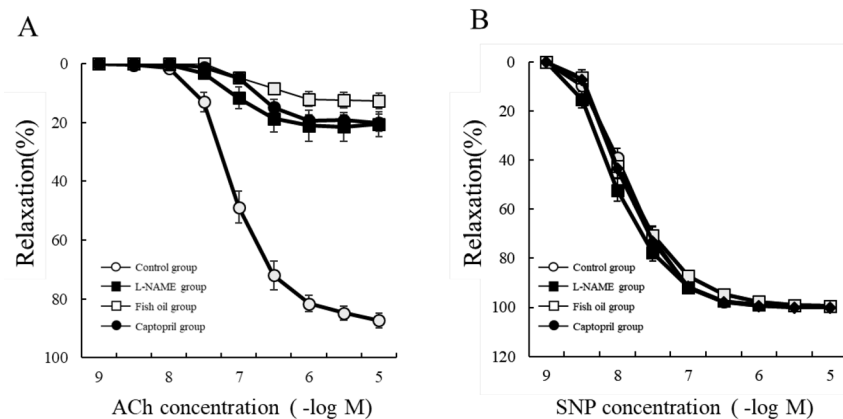 A
0
20
40
60
80
100
Relaxation(%)
Control group
L-NAME group
Fish oil group
Captopril group
9 8 7 6 5
ACh concentration ( -log M)
B
0
20
40
60
80
100
120
Relaxation(%)
Control group
L-NAME group
Fish oil group
Captopril group
9 8 7 6 5
SNP concentration ( -log M)